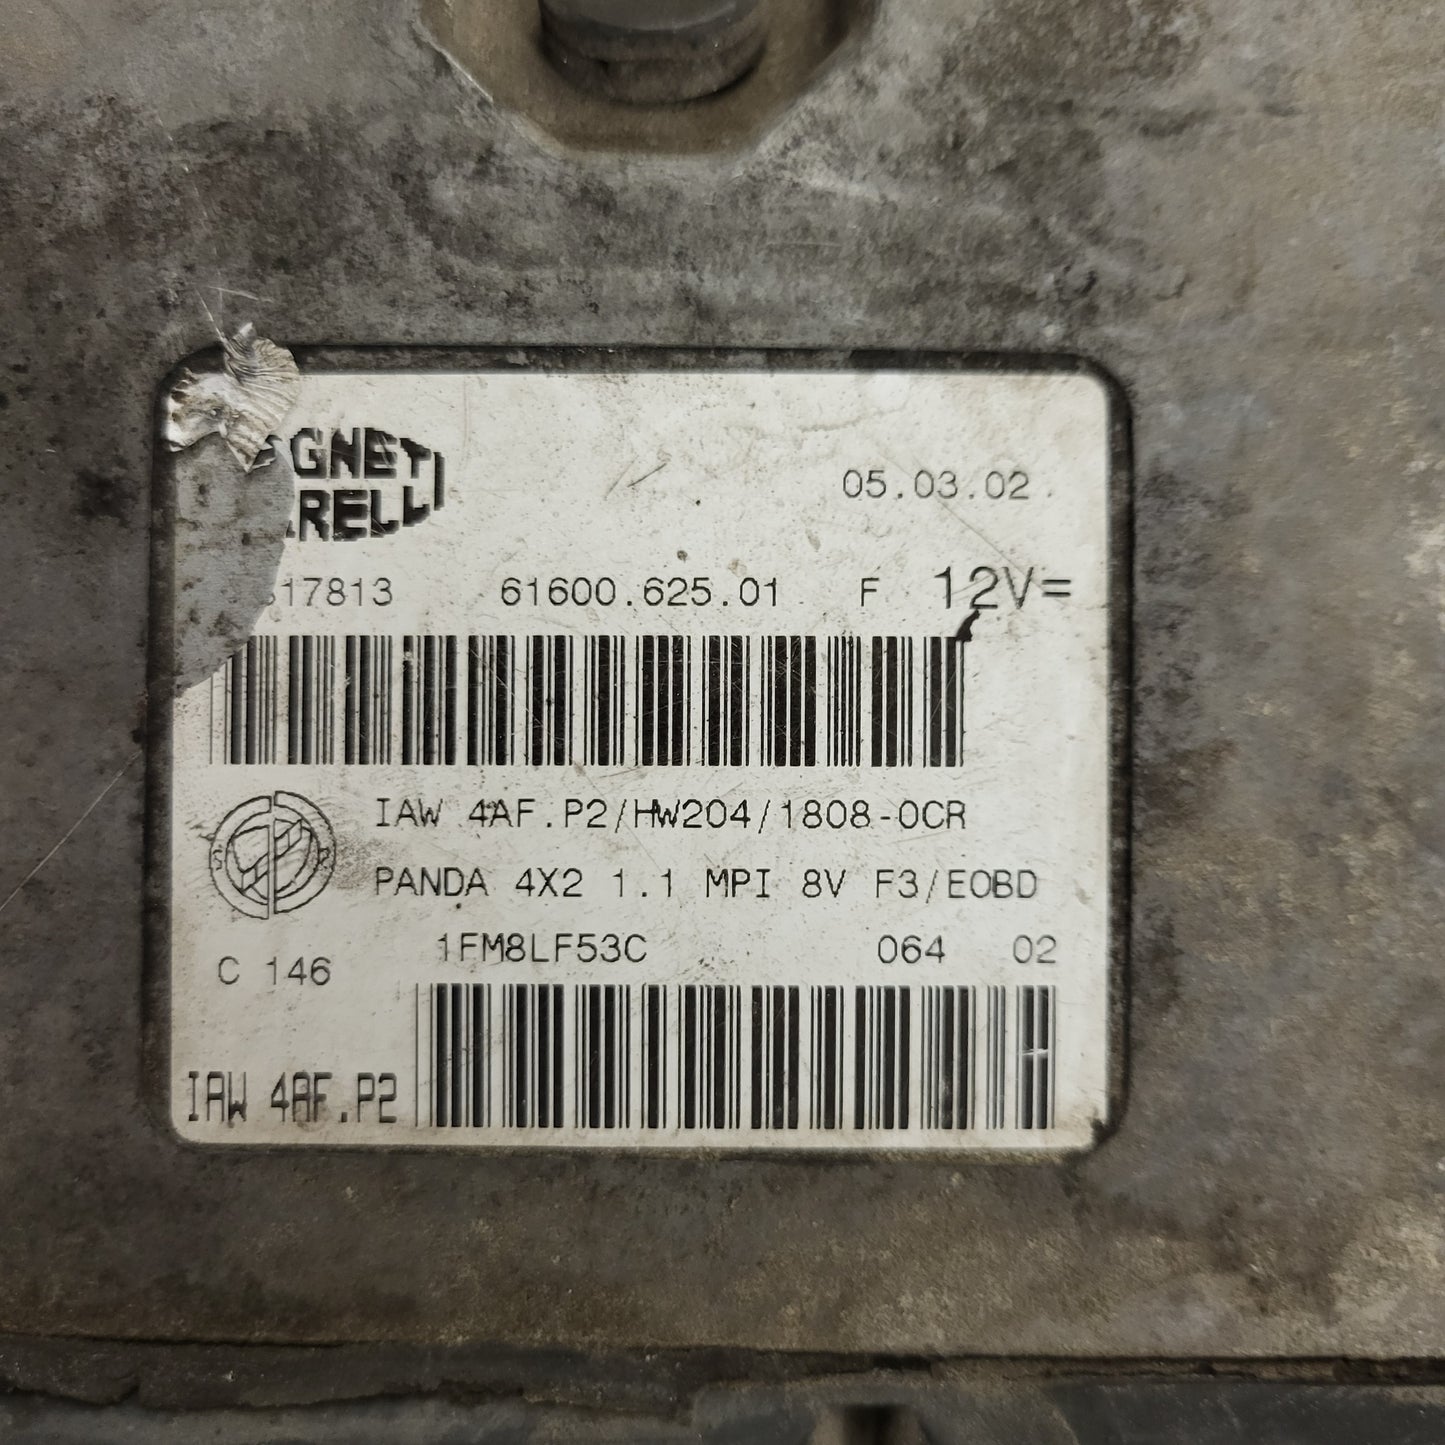 GNETI
RELLI
05.03.02
17813 61600.625.01 F 12V=
IAW 4AF.P2/HW204/1808-0CR
PANDA 4X2 1.1 MPI 8V F3/EOBD
1FM8LF53C 064 02
C 146
IAW 4AF.P2